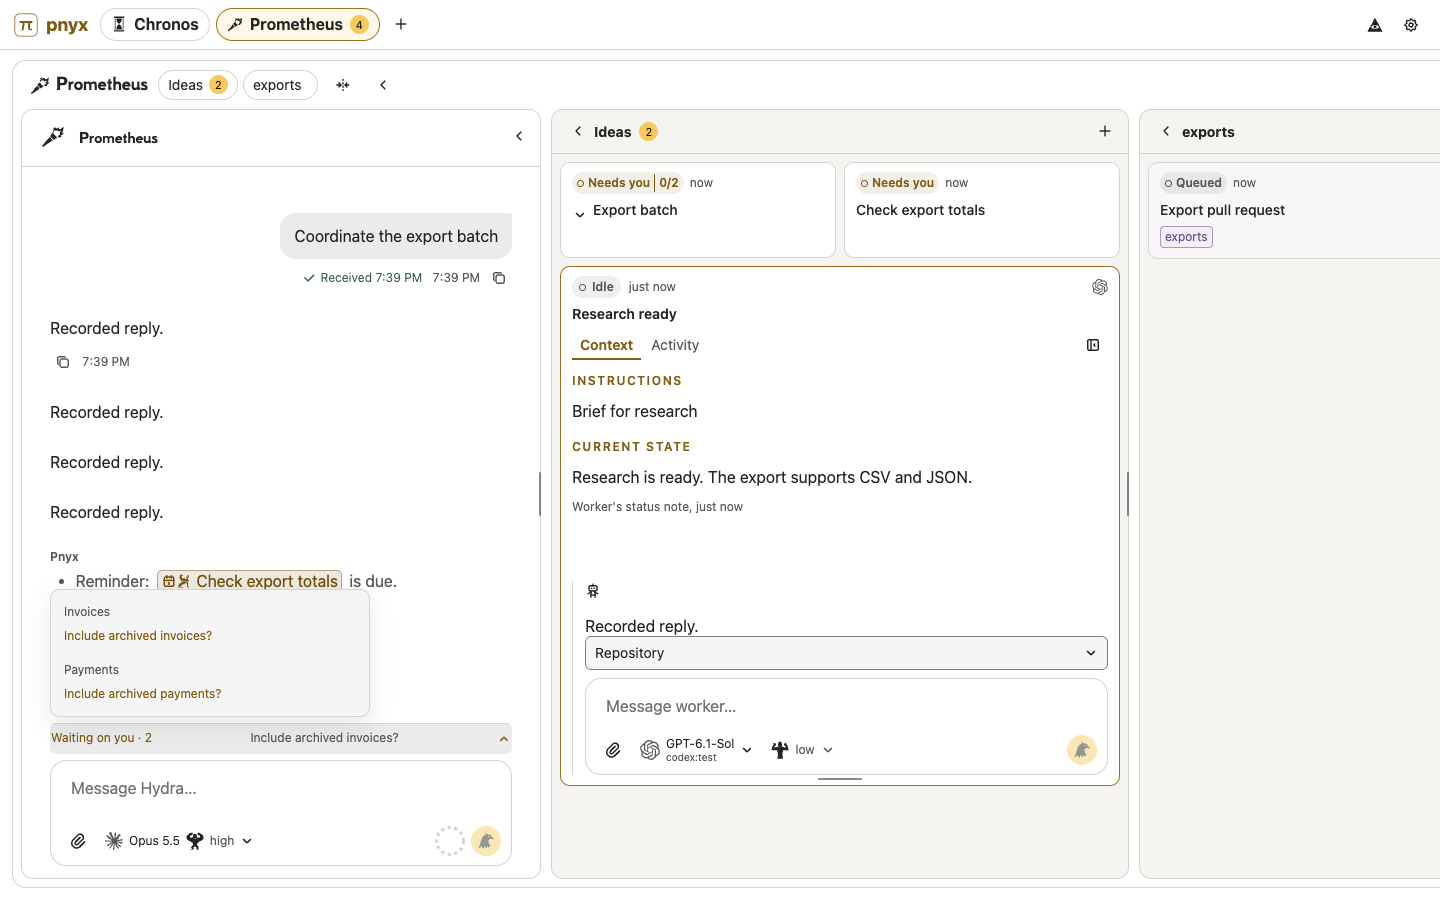 π pnyx
Chronos
Prometheus 4
Prometheus
Ideas 2
exports
Prometheus
Coordinate the export batch
Received 7:39 PM 7:39 PM
Recorded reply.
7:39 PM
Recorded reply.
Recorded reply.
Recorded reply.
Pnyx
• Reminder: Check export totals is due.
Invoices
Include archived invoices?
Payments
Include archived payments?
Waiting on you · 2 Include archived invoices?
Message Hydra...
Opus 5.5 high
Ideas 2
Needs you 0/2 now
Export batch
Needs you now
Check export totals
Idle just now
Research ready
Context Activity
INSTRUCTIONS
Brief for research
CURRENT STATE
Research is ready. The export supports CSV and JSON.
Worker's status note, just now
Recorded reply.
Repository
Message worker...
GPT-6.1-Sol
codex:test
low
exports
Queued now
Export pull request
exports